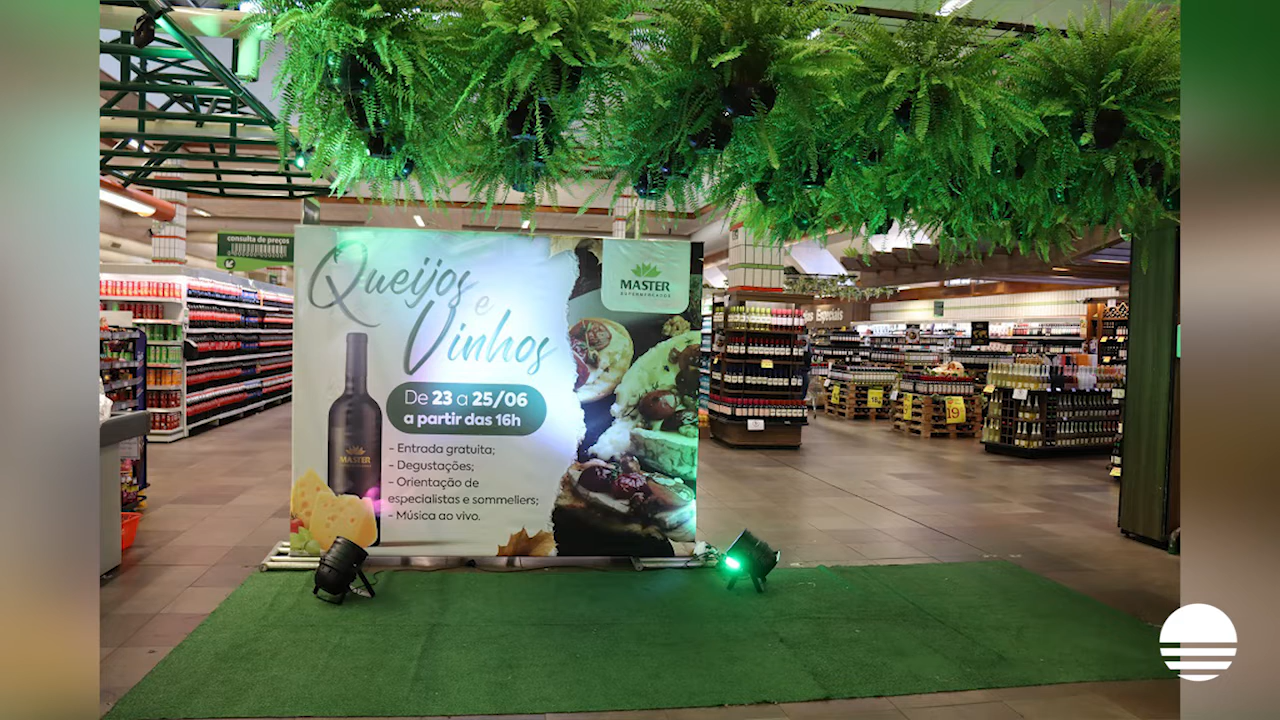 consulta de preços
Queijos
e
Vinhos
MASTER
SUPERMERCADOS
De 23 a 25/06
a partir das 16h
MASTER
- Entrada gratuita;
- Degustações;
- Orientação de
especialistas e sommeliers;
- Música ao vivo.
Especiais
19